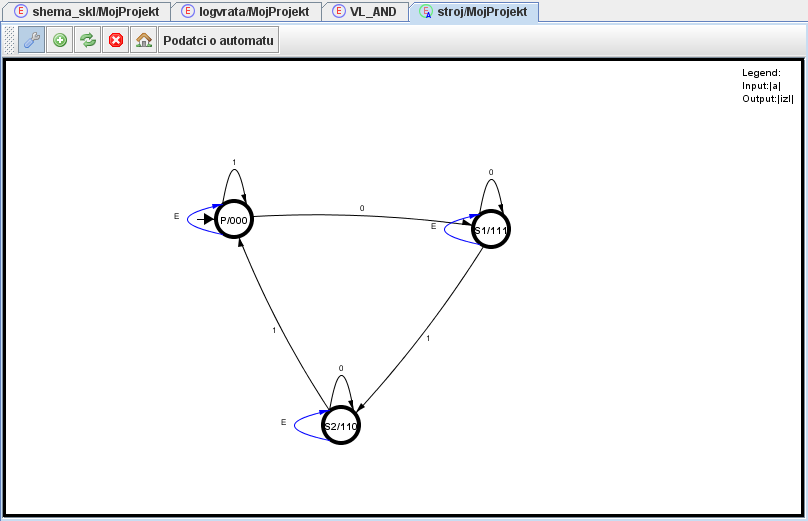 E shema_skl/MojProjekt E logvrata/MojProjekt E VL_AND E A stroj/MojProjekt
Podatci o automatu
Legend:
Input:|a|
Output:|izl|
1
0
E P/000 0
E S1/111
1 1
0
E S2/110